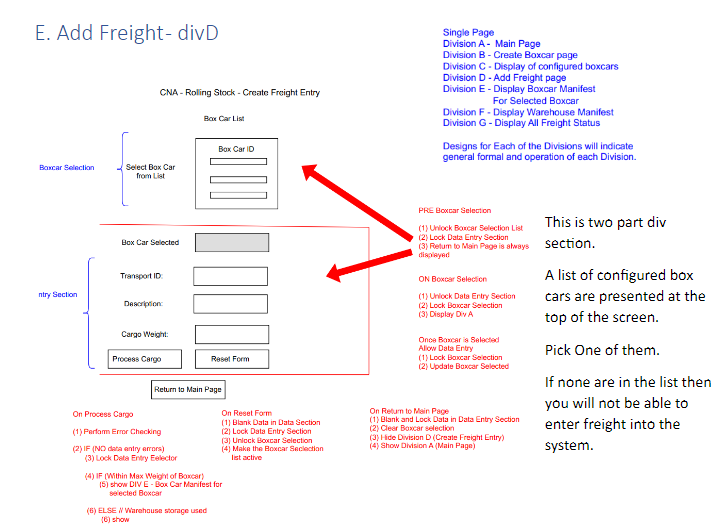 E. Add Freight- divD
Single Page
Division A - Main Page
Division B - Create Boxcar page
Division C - Display of configured boxcars
Division D - Add Freight page
Division E - Display Boxcar Manifest
For Selected Boxcar
Division F - Display Warehouse Manifest
Division G - Display All Freight Status
Designs for Each of the Divisions will indicate
general formal and operation of each Division.
CNA - Rolling Stock - Create Freight Entry
Box Car List
Box Car ID
Boxcar Selection
Select Box Car
from List
PRE Boxcar Selection
(1) Unlock Boxcar Selection List
(2) Lock Data Entry Section
(3) Return to Main Page is always
displayed
ON Boxcar Selection
(1) Unlock Data Entry Section
(2) Lock Boxcar Selection
(3) Display Div A
Once Boxcar is Selected
Allow Data Entry
(1) Lock Boxcar Selection
(2) Update Boxcar Selected
This is two part div
section.
A list of configured box
cars are presented at the
top of the screen.
Pick One of them.
If none are in the list then
you will not be able to
enter freight into the
system.
Box Car Selected
Transport ID:
ntry Section
Description:
Cargo Weight:
Process Cargo
Reset Form
Return to Main Page
On Process Cargo
(1) Perform Error Checking
(2) IF (NO data entry errors)
(3) Lock Data Entry Eelector
(4) IF (Within Max Weight of Boxcar)
(5) show DIV E - Box Car Manifest for
selected Boxcar
(6) ELSE // Warehouse storage used
(6) show
On Reset Form
(1) Blank Data in Data Section
(2) Lock Data Entry Section
(3) Unlock Boxcar Selection
(4) Make the Boxcar Seclection
list active
On Return to Main Page
(1) Blank and Lock Data in Data Entry Section
(2) Clear Boxcar selection
(3) Hide Division D (Create Freight Entry)
(4) Show Division A (Main Page)